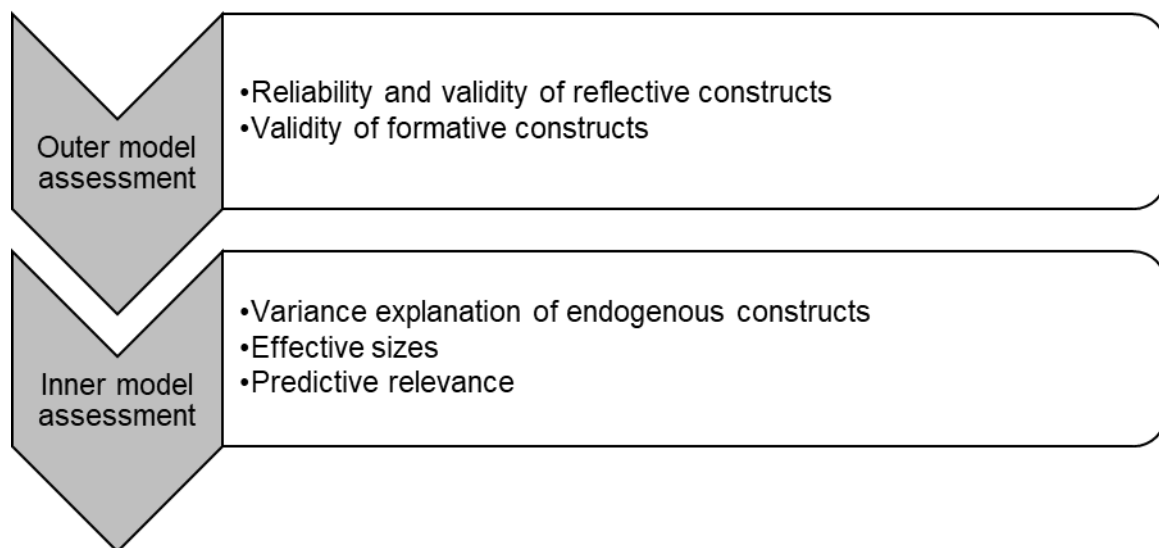 Outer model
assessment
•Reliability and validity of reflective constructs
•Validity of formative constructs
Inner model
assessment
•Variance explanation of endogenous constructs
•Effective sizes
•Predictive relevance